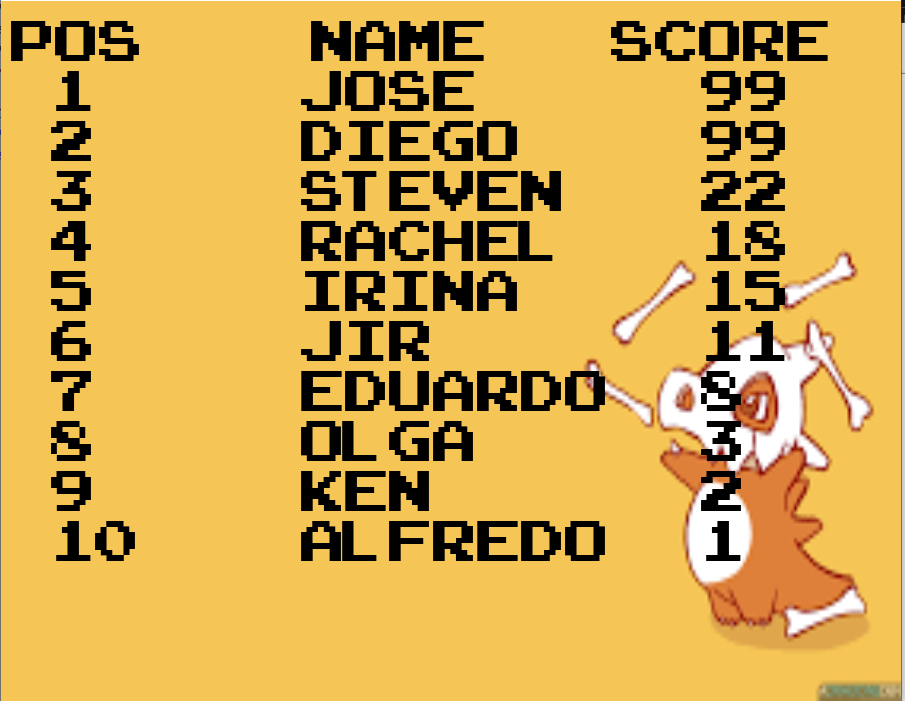 POS NAME SCORE
1 JOSE 99
2 DIEGO 99
3 STEVEN 22
4 RACHEL 18
5 IRINA 15
6 JIR 11
7 EDUARDO 8
8 OLGA 3
9 KEN 2
10 ALFREDO 1